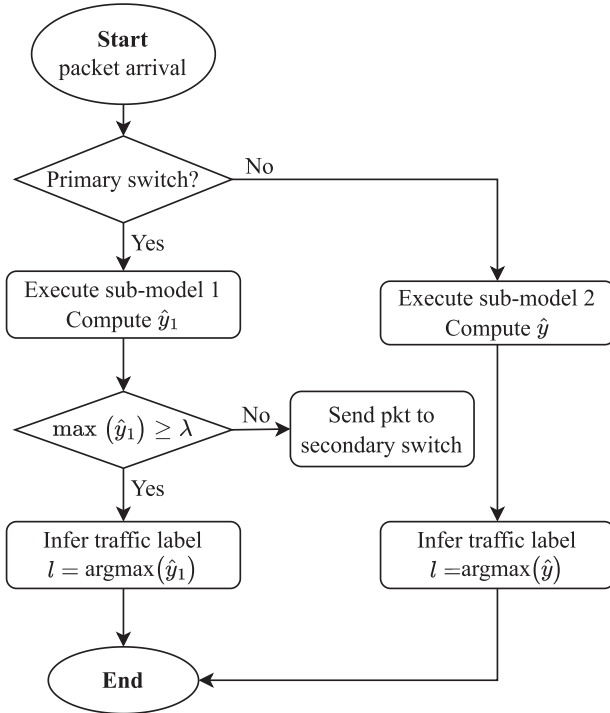 Start
packet arrival
Primary switch?
No
Yes
Execute sub-model 1
Compute ŷ₁
Execute sub-model 2
Compute ŷ
max (ŷ₁) ≥ λ
No
Send pkt to
secondary switch
Yes
Infer traffic label
l = argmax(ŷ₁)
Infer traffic label
l =argmax(ŷ)
End